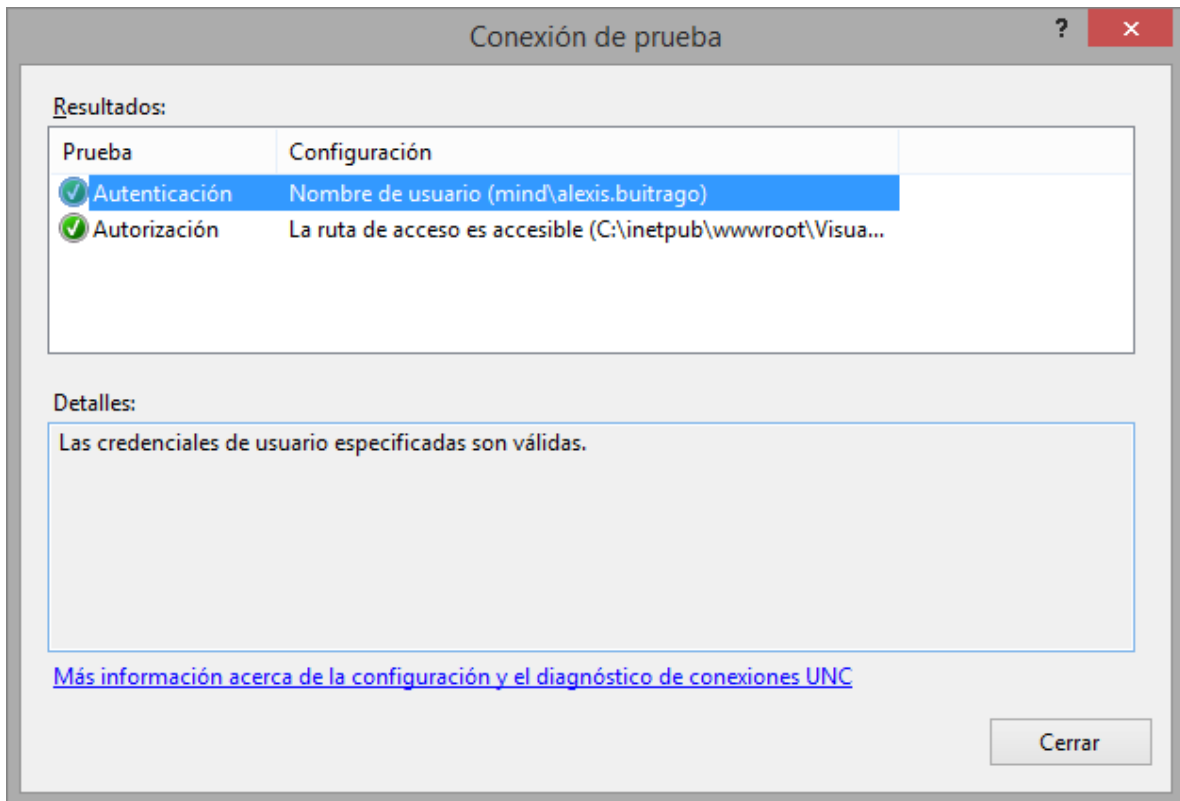 Conexión de prueba
?
Resultados:
Prueba Configuración
Autenticación Nombre de usuario (mind\alexis.buitrago)
Autorización La ruta de acceso es accesible (C:\inetpub\wwwroot\Visua...
Detalles:
Las credenciales de usuario especificadas son válidas.
Más información acerca de la configuración y el diagnóstico de conexiones UNC
Cerrar